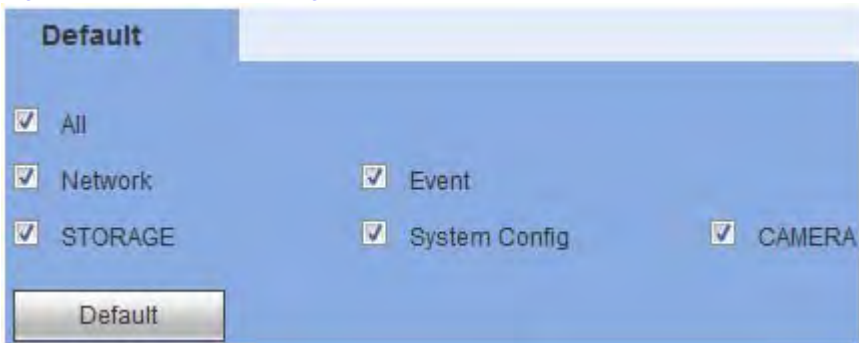 Default
All
Network Event
STORAGE System Config CAMERA
Default